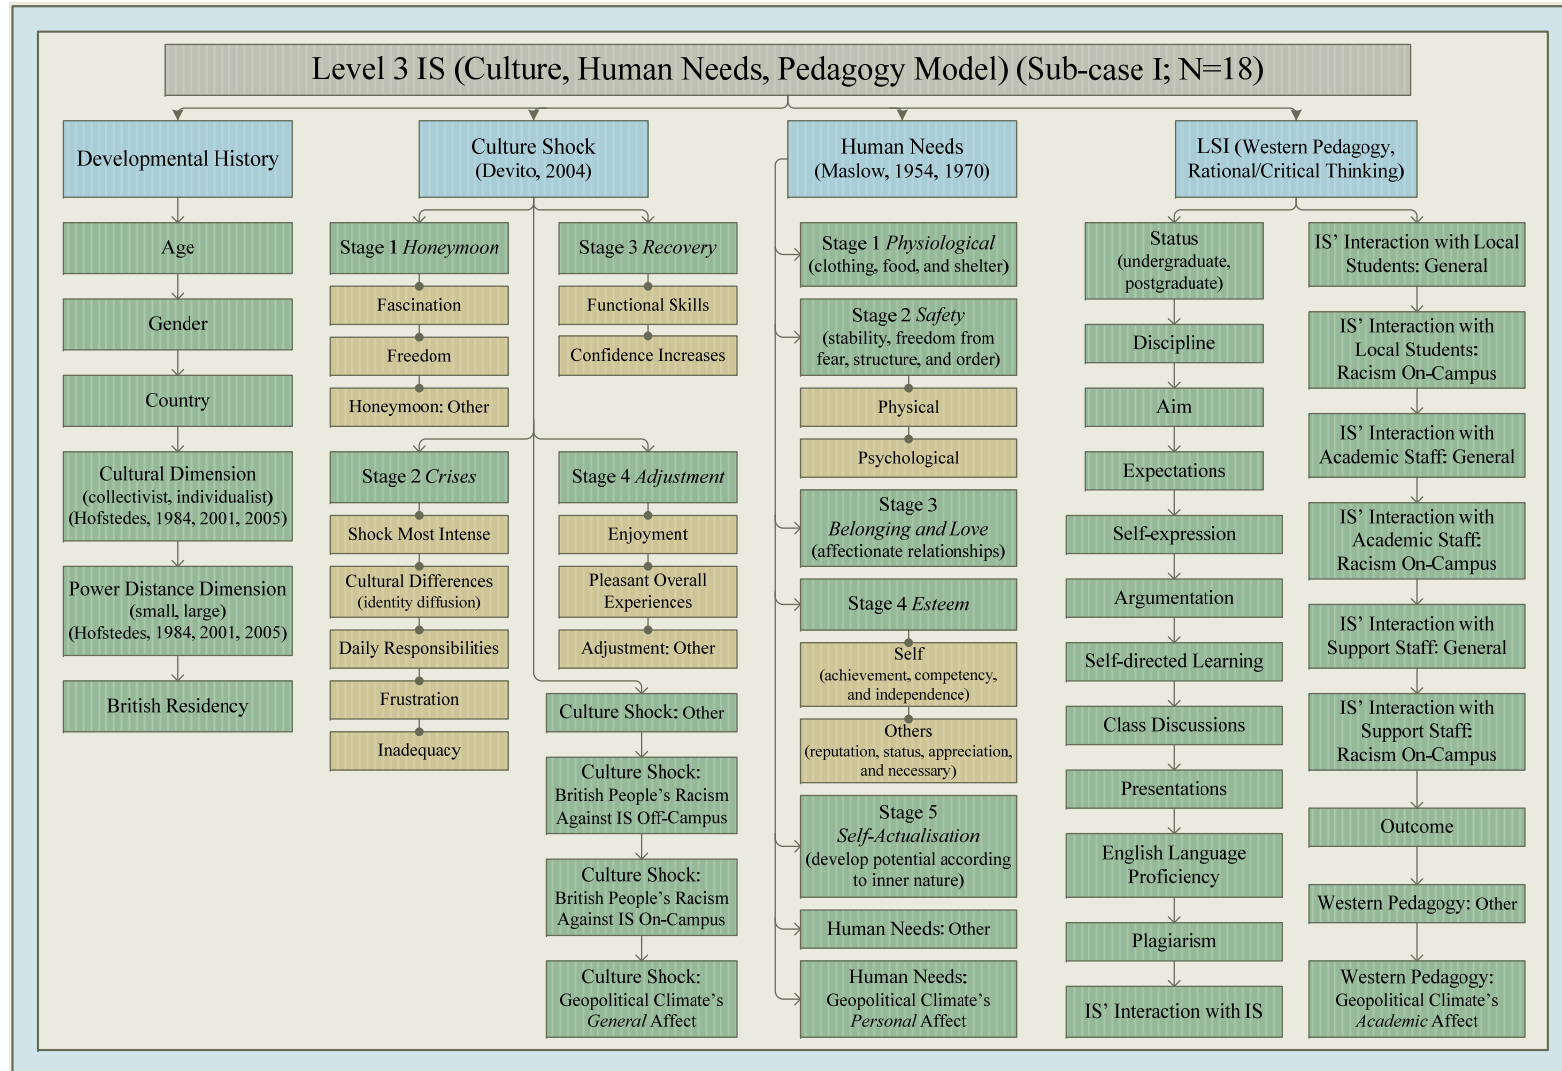 Level 3 IS (Culture, Human Needs, Pedagogy Model) (Sub-case I; N=18)
Developmental History
Age
Gender
Country
Cultural Dimension
(collectivist, individualist)
(Hofstedes, 1984, 2001, 2005)
Power Distance Dimension
(small, large)
(Hofstedes, 1984, 2001, 2005)
British Residency
Culture Shock
(Devito, 2004)
Stage 1 Honeymoon
Fascination
Freedom
Honeymoon: Other
Stage 3 Recovery
Functional Skills
Confidence Increases
Stage 2 Crises
Shock Most Intense
Cultural Differences
(identity diffusion)
Daily Responsibilities
Frustration
Inadequacy
Stage 4 Adjustment
Enjoyment
Pleasant Overall
Experiences
Adjustment: Other
Culture Shock: Other
Culture Shock:
British People's Racism
Against IS Off-Campus
Culture Shock:
British People's Racism
Against IS On-Campus
Culture Shock:
Geopolitical Climate's
General Affect
Human Needs
(Maslow, 1954, 1970)
Stage 1 Physiological
(clothing, food, and shelter)
Stage 2 Safety
(stability, freedom from
fear, structure, and order)
Physical
Psychological
Stage 3
Belonging and Love
(affectionate relationships)
Stage 4 Esteem
Self
(achievement, competency,
and independence)
Others
(reputation, status, appreciation,
and necessary)
Stage 5
Self-Actualisation
(develop potential according
to inner nature)
Human Needs: Other
Human Needs:
Geopolitical Climate's
Personal Affect
LSI (Western Pedagogy,
Rational/Critical Thinking)
Status
(undergraduate,
postgraduate)
Discipline
Aim
Expectations
Self-expression
Argumentation
Self-directed Learning
Class Discussions
Presentations
English Language
Proficiency
Plagiarism
IS' Interaction with IS
IS' Interaction with Local
Students: General
IS' Interaction with
Local Students:
Racism On-Campus
IS' Interaction with
Academic Staff: General
IS' Interaction with
Academic Staff:
Racism On-Campus
IS' Interaction with
Support Staff: General
IS' Interaction with
Support Staff:
Racism On-Campus
Outcome
Western Pedagogy: Other
Western Pedagogy:
Geopolitical Climate's
Academic Affect